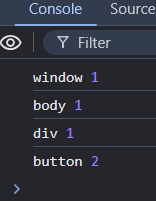 Console
Source
Filter
window 1
body 1
div 1
button 2